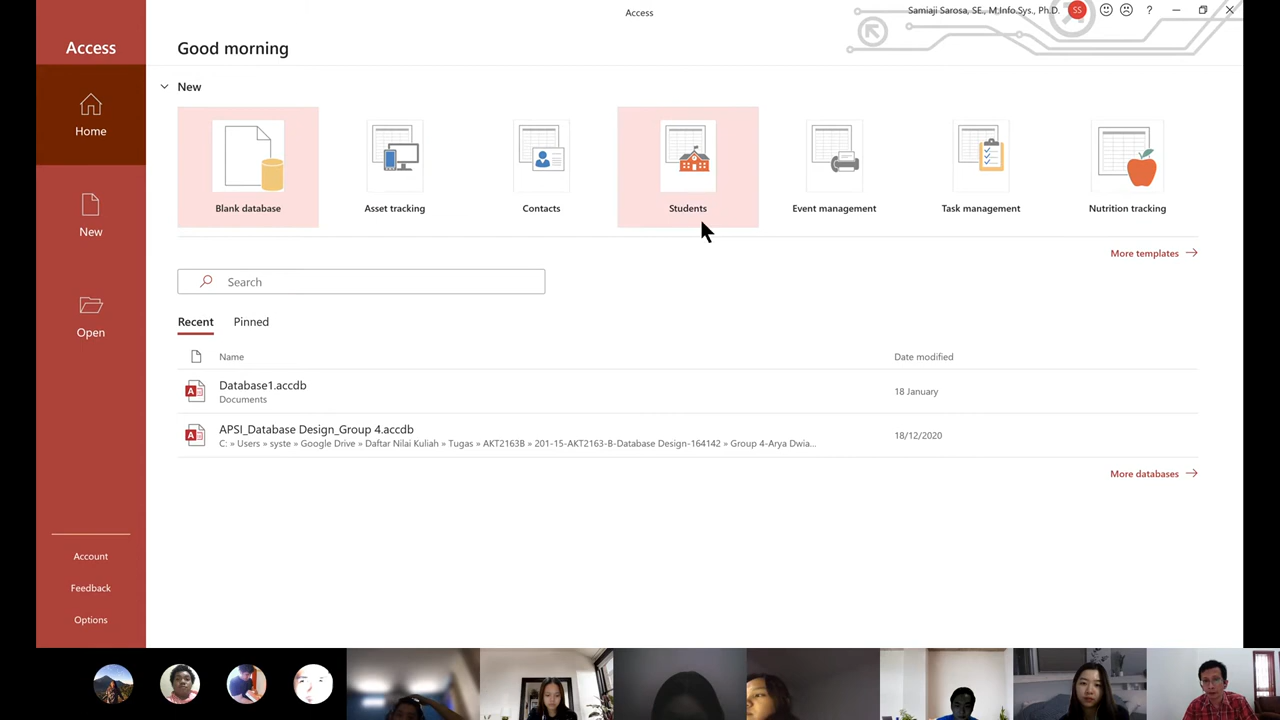 Access
Samiaji Sarosa, SE., M.Info.Sys., Ph.D.
SS
?
Access
Good morning
Home
New
Open
Account
Feedback
Options
New
Blank database
Asset tracking
Contacts
Students
Event management
Task management
Nutrition tracking
More templates
Search
Recent
Pinned
Name
Date modified
A
Database1.accdb
Documents
18 January
A
APSI_Database Design_Group 4.accdb
C: » Users » syste » Google Drive » Daftar Nilai Kuliah » Tugas » AKT2163B » 201-15-AKT2163-B-Database Design-164142 » Group 4-Arya Dwia...
18/12/2020
More databases